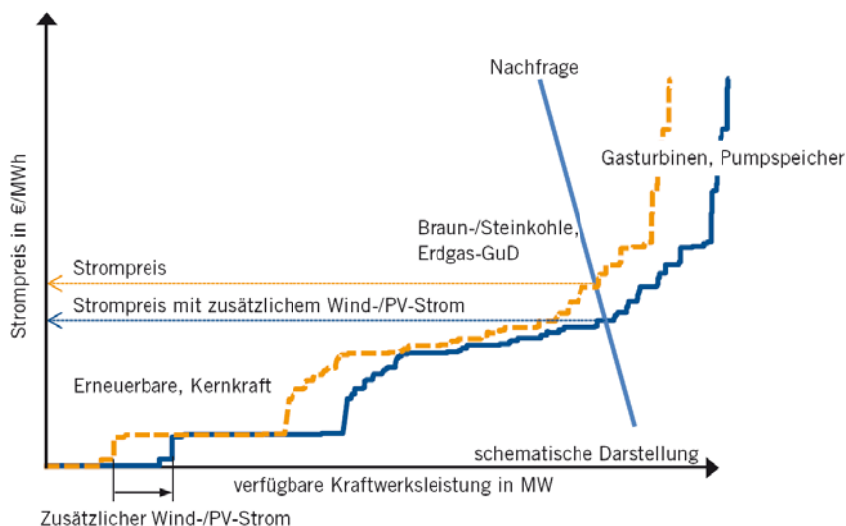 Nachfrage
Gasturbinen, Pumpspeicher
Braun-/Steinkohle,
Erdgas-GuD
Strompreis in €/MWh
Strompreis
Strompreis mit zusätzlichem Wind-/PV-Strom
Erneuerbare, Kernkraft
schematische Darstellung
verfügbare Kraftwerksleistung in MW
Zusätzlicher Wind-/PV-Strom